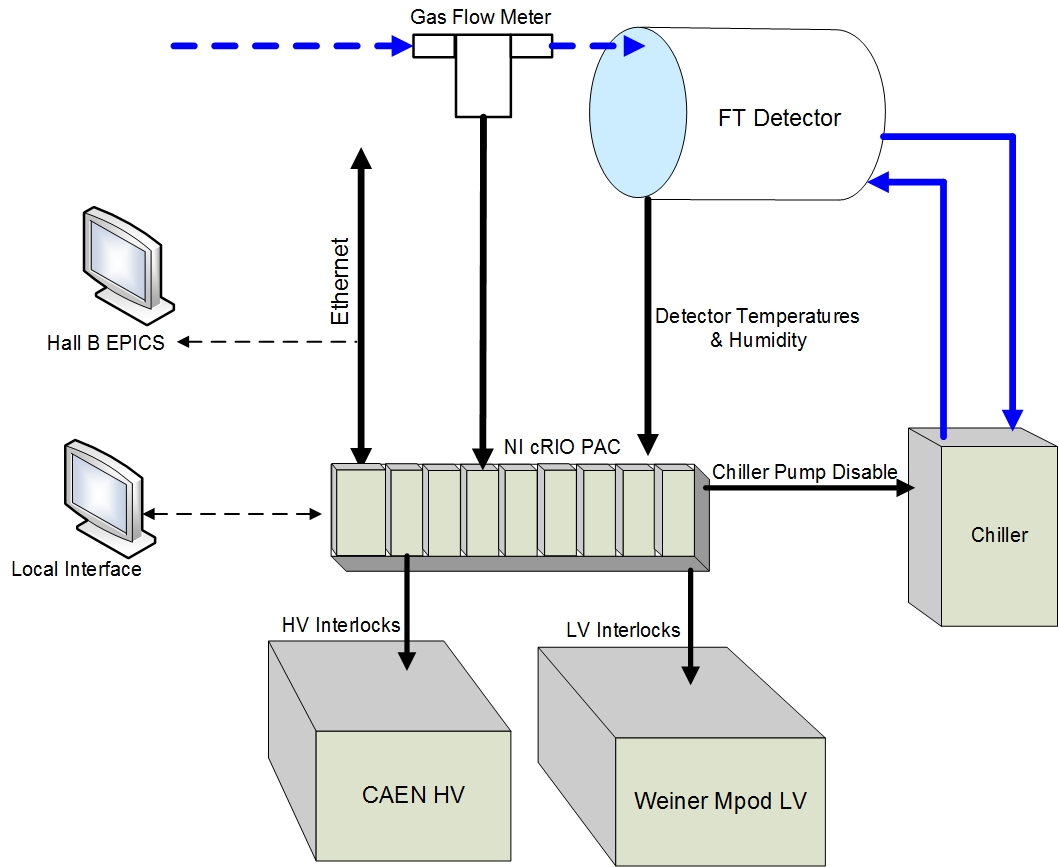 Gas Flow Meter
FT Detector
Ethernet
Hall B EPICS
Detector Temperatures
& Humidity
NI cRIO PAC
Chiller Pump Disable
Chiller
Local Interface
HV Interlocks
LV Interlocks
CAEN HV
Weiner Mpod LV